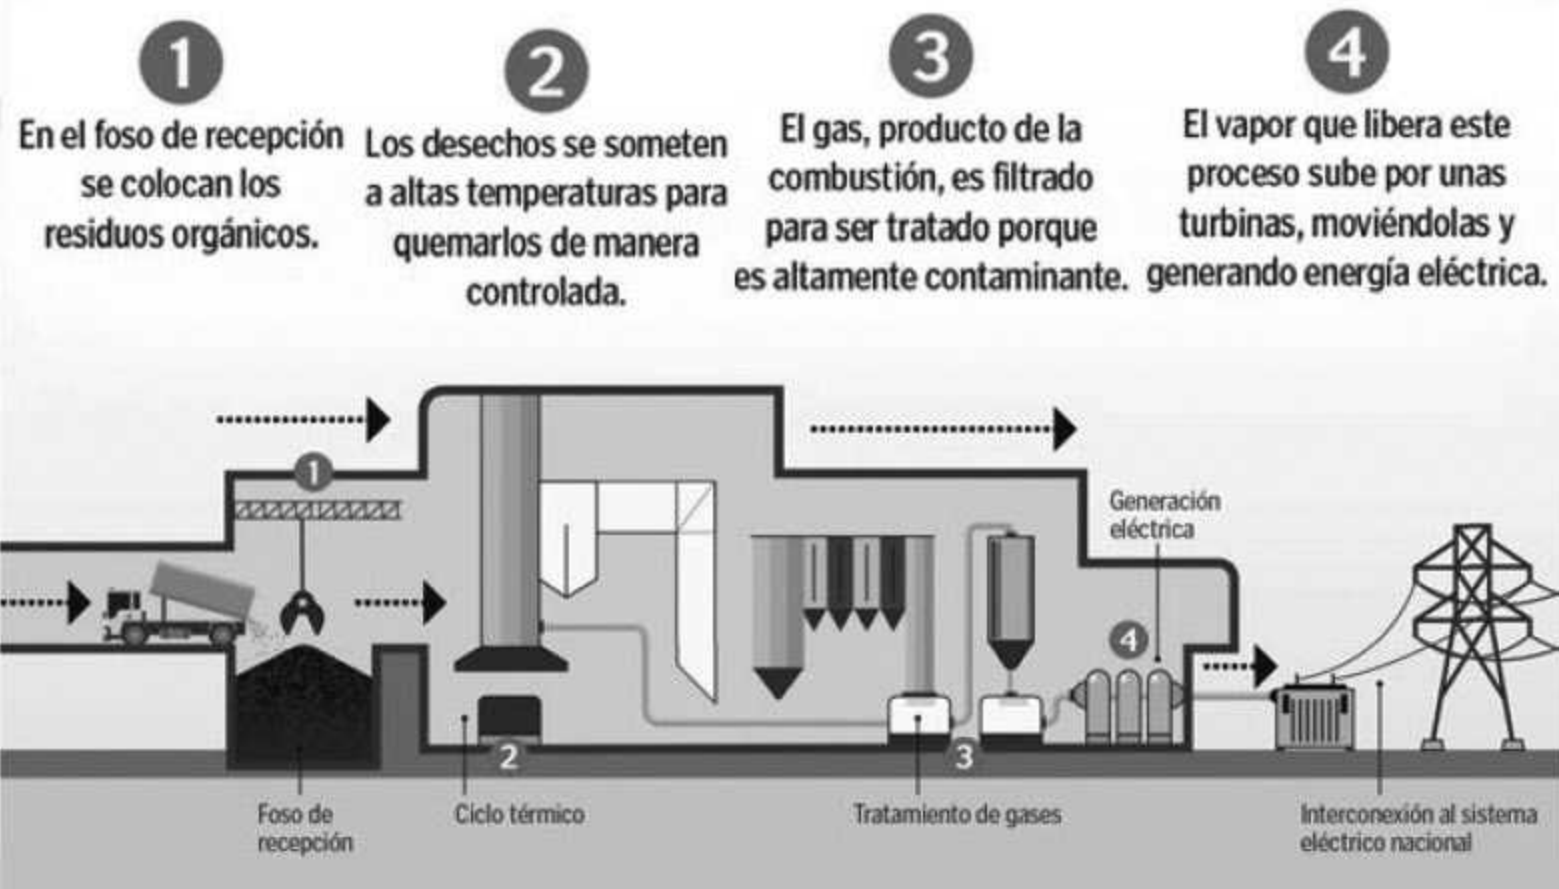 1
En el foso de recepción
se colocan los
residuos orgánicos.
2
Los desechos se someten
a altas temperaturas para
quemarlos de manera
controlada.
3
El gas, producto de la
combustión, es filtrado
para ser tratado porque
es altamente contaminante.
4
El vapor que libera este
proceso sube por unas
turbinas, moviéndolas y
generando energía eléctrica.
1
Generación
eléctrica
4
2
3
Foso de
recepción
Ciclo térmico
Tratamiento de gases
Interconexión al sistema
eléctrico nacional